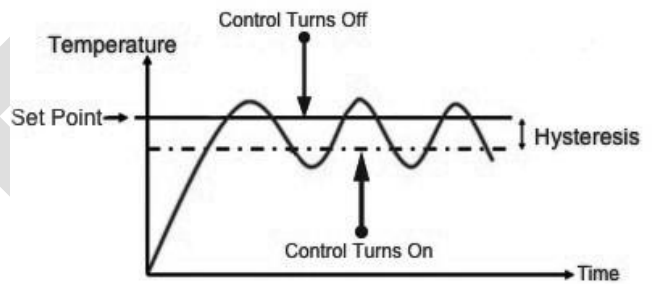 Control Turns Off
Temperature
Set Point
Hysteresis
Control Turns On
Time